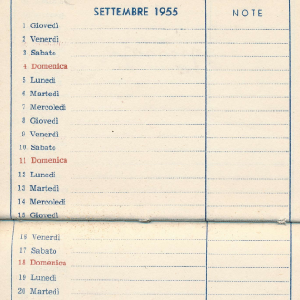 SETTEMBRE 1955 NOTE
1 Giovedì
2 Venerdì
3 Sabato
4 Domenica
5 Lunedì
6 Martedì
7 Mercoledì
8 Giovedì
9 Venerdì
10 Sabato
11 Domenica
12 Lunedì
13 Martedì
14 Mercoledì
15 Giovedì
16 Venerdì
17 Sabato
18 Domenica
19 Lunedì
20 Martedì